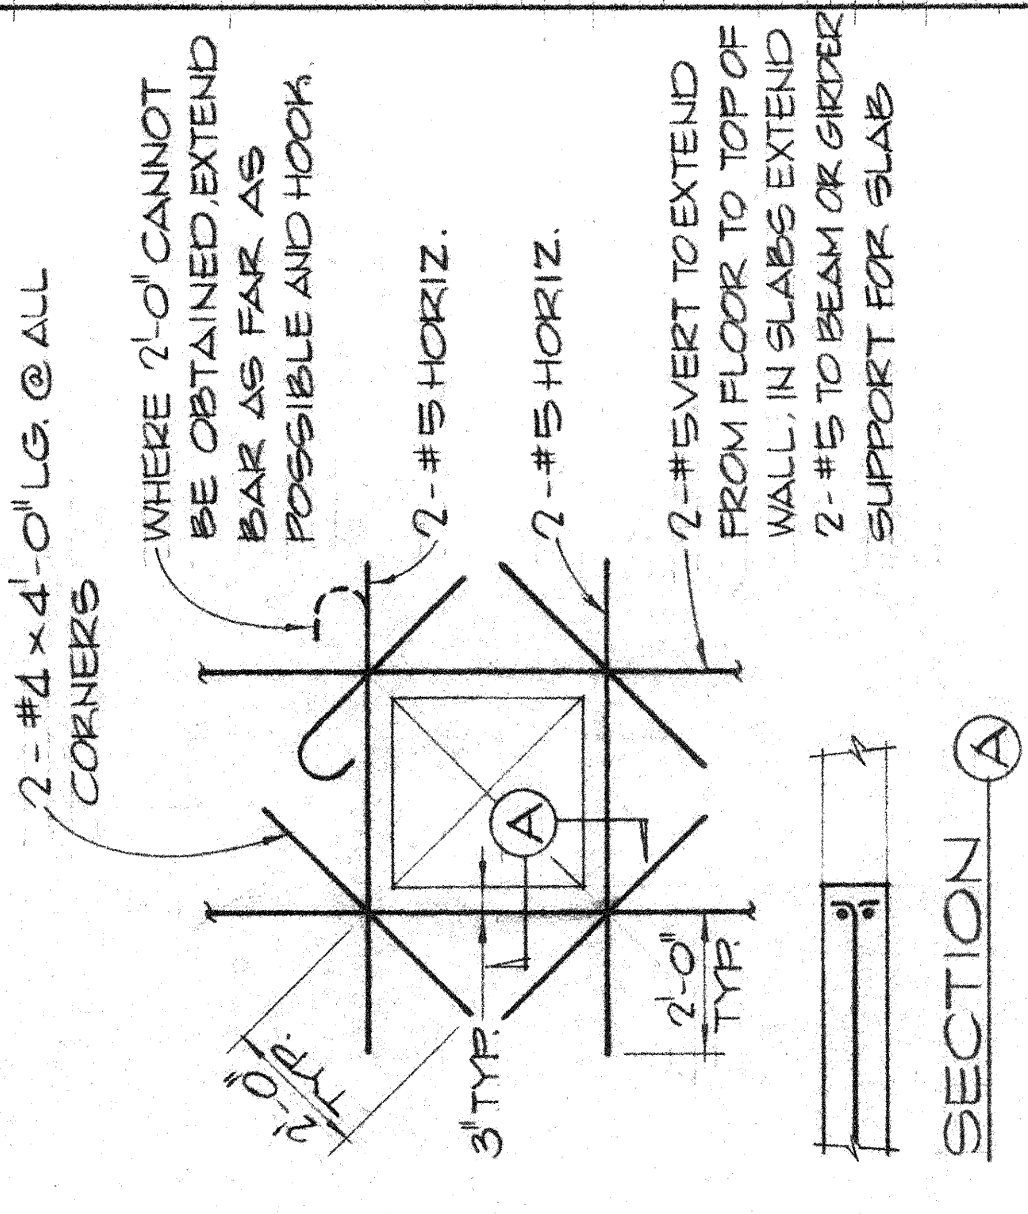 2-#4 x 4'-0" LG. @ ALL
CORNERS
WHERE 2'-0" CANNOT
BE OBTAINED, EXTEND
BAR AS FAR AS
POSSIBLE AND HOOK.
2-#5 HORIZ.
2-#5 HORIZ.
2-#5 VERT TO EXTEND
FROM FLOOR TO TOP OF
WALL, IN SLABS EXTEND
2-#5 TO BEAM OR GIRDER
SUPPORT FOR SLAB
2'-0"
TYP.
3" TYP.
A
2'-0"
TYP.
SECTION A